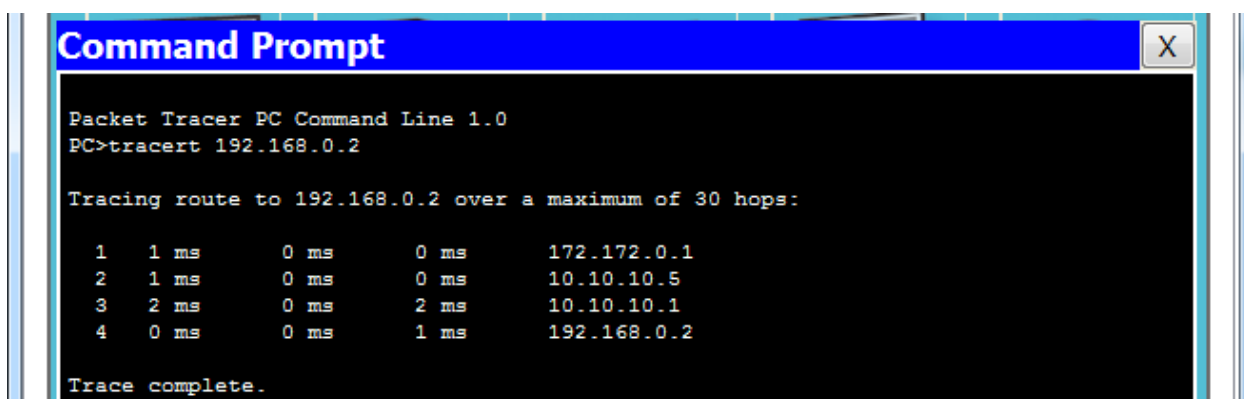 Command Prompt X
Packet Tracer PC Command Line 1.0
PC>tracert 192.168.0.2
Tracing route to 192.168.0.2 over a maximum of 30 hops:
1 1 ms 0 ms 0 ms 172.172.0.1
2 1 ms 0 ms 0 ms 10.10.10.5
3 2 ms 0 ms 2 ms 10.10.10.1
4 0 ms 0 ms 1 ms 192.168.0.2
Trace complete.